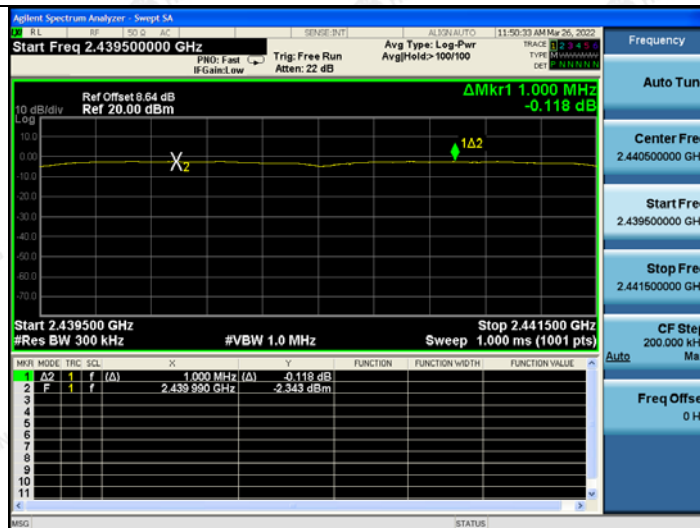 Agilent Spectrum Analyzer - Swept SA
RL RF 50 Ω AC SENSE:INT ALIGN AUTO 11:50:33 AM Mar 26, 2022
Start Freq 2.439500000 GHz
PNO: Fast
IFGain:Low
Trig: Free Run
Atten: 22 dB
Avg Type: Log-Pwr
Avg|Hold:> 100/100
TRACE 1 2 3 4 5 6
TYPE M
DET P N N N N N
Ref Offset 8.64 dB
Ref 20.00 dBm
10 dB/div
Log
ΔMkr1 1.000 MHz
-0.118 dB
10.0
0.00
-10.0
-20.0
-30.0
-40.0
-50.0
-60.0
-70.0
X2
1Δ2
Start 2.439500 GHz
Stop 2.441500 GHz
#Res BW 300 kHz
#VBW 1.0 MHz
Sweep 1.000 ms (1001 pts)
MKR MODE TRC SCL X Y FUNCTION FUNCTION WIDTH FUNCTION VALUE
1 Δ2 1 f (Δ) 1.000 MHz (Δ) -0.118 dB
2 F 1 f 2.439 990 GHz -2.343 dBm
3
4
5
6
7
8
9
10
11
MSG
STATUS
Frequency
Auto Tun
Center Fre
2.440500000 GH
Start Fre
2.439500000 GH
Stop Fre
2.441500000 GH
CF Step
200.000 kH
Auto Ma
Freq Offse
0 H